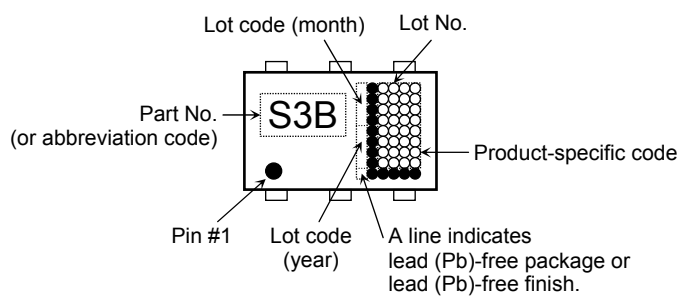 Lot code (month)
Lot No.
Part No.
(or abbreviation code)
S3B
Product-specific code
Pin #1
Lot code
(year)
A line indicates
lead (Pb)-free package or
lead (Pb)-free finish.